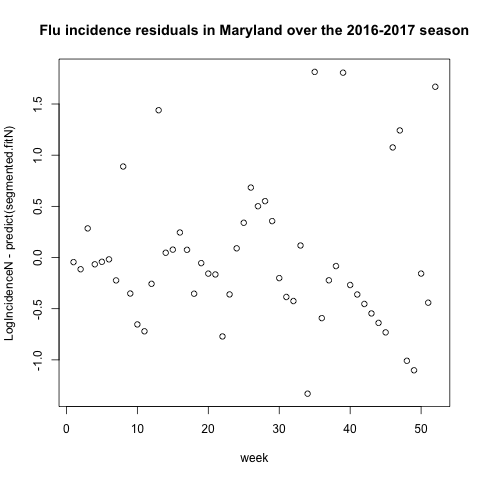 Flu incidence residuals in Maryland over the 2016-2017 season
LogIncidenceN - predict(segmented.fitN)
1.5
1.0
0.5
0.0
-0.5
-1.0
0 10 20 30 40 50
week